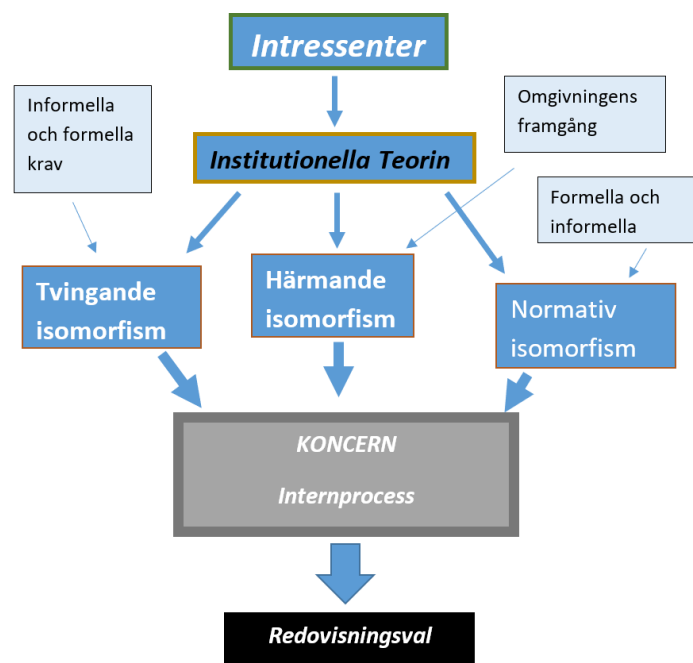 Intressenter
Informella
och formella
krav
Omgivningens
framgång
Institutionella Teorin
Formella och
informella
Tvingande
isomorfism
Härmande
isomorfism
Normativ
isomorfism
KONCERN
Internprocess
Redovisningsval